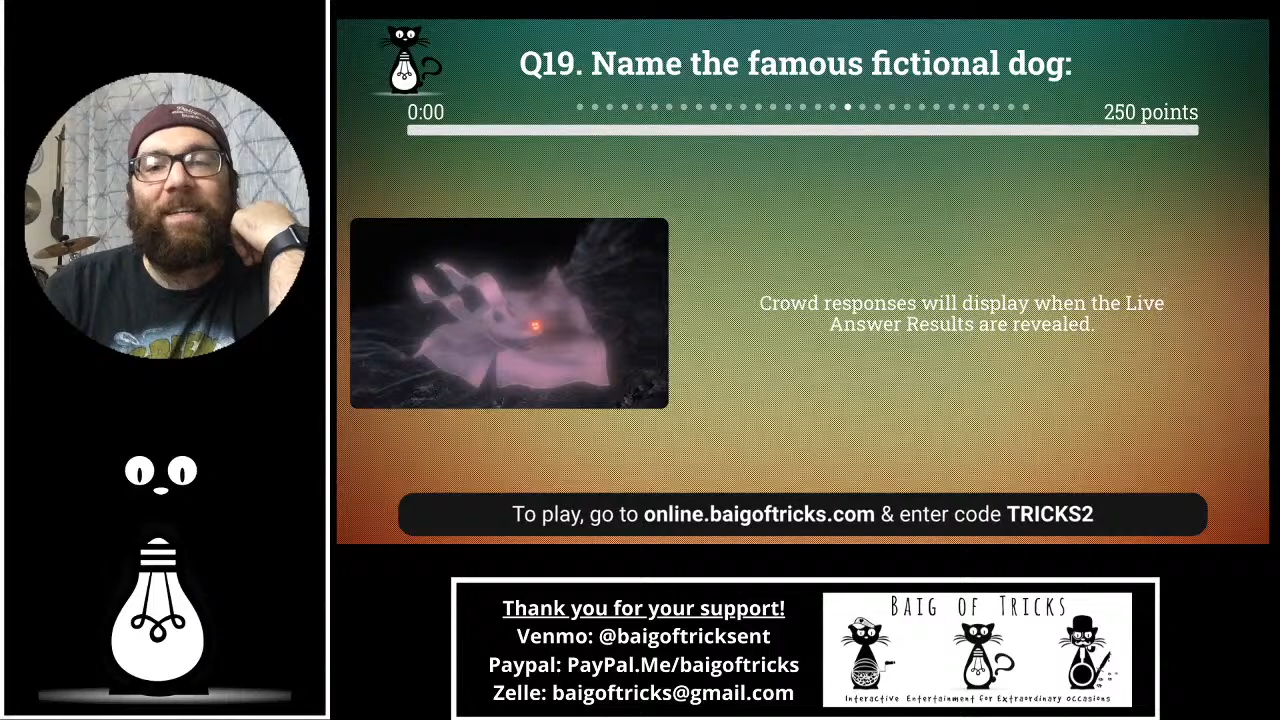 Q19. Name the famous fictional dog:
0:00
250 points
Crowd responses will display when the Live
Answer Results are revealed.
To play, go to online.baigoftricks.com & enter code TRICKS2
Thank you for your support!
Venmo: @baigoftricksent
Paypal: PayPal.Me/baigoftricks
Zelle: baigoftricks@gmail.com
BAIG OF TRICKS
Interactive Entertainment for Extraordinary occasions